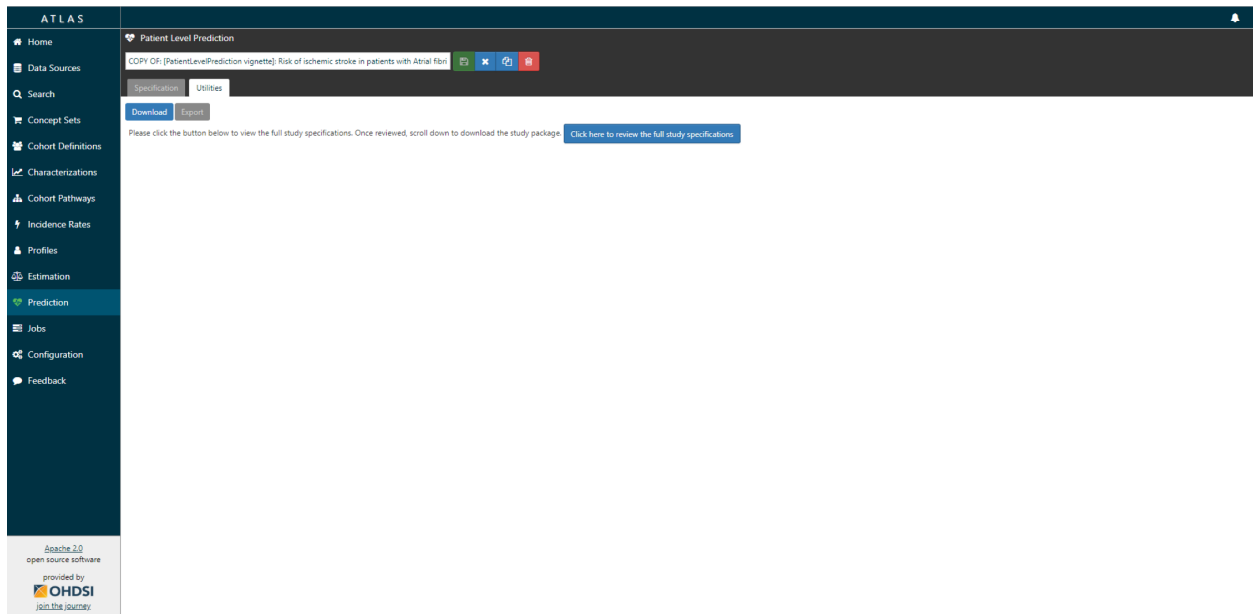 ATLAS
Home
Data Sources
Search
Concept Sets
Cohort Definitions
Characterizations
Cohort Pathways
Incidence Rates
Profiles
Estimation
Prediction
Jobs
Configuration
Feedback
Apache 2.0
open source software
provided by
OHDSI
join the journey
Patient Level Prediction
COPY OF: [PatientLevelPrediction vignette]: Risk of ischemic stroke in patients with Atrial fibri
Specification Utilities
Download Export
Please click the button below to view the full study specifications. Once reviewed, scroll down to download the study package. Click here to review the full study specifications